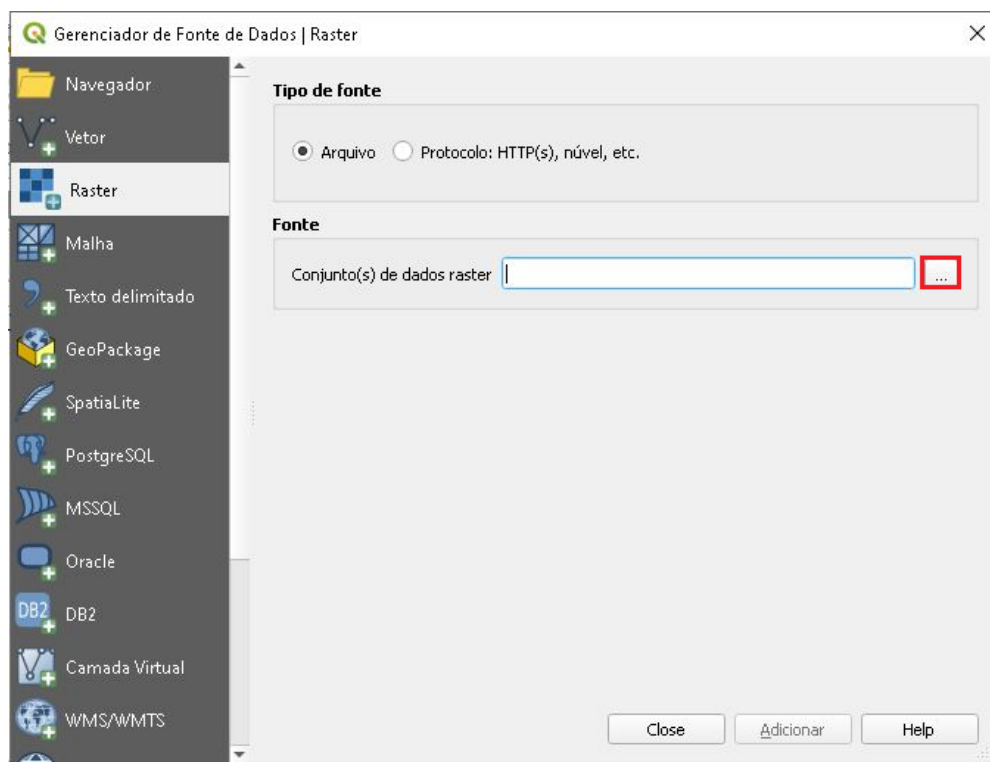 Gerenciador de Fonte de Dados | Raster
Navegador
Vetor
Raster
Malha
Texto delimitado
GeoPackage
SpatiaLite
PostgreSQL
MSSQL
Oracle
DB2
DB2
Camada Virtual
WMS/WMTS
Tipo de fonte
Arquivo
Protocolo: HTTP(s), núvel, etc.
Fonte
Conjunto(s) de dados raster
...
Close
Adicionar
Help